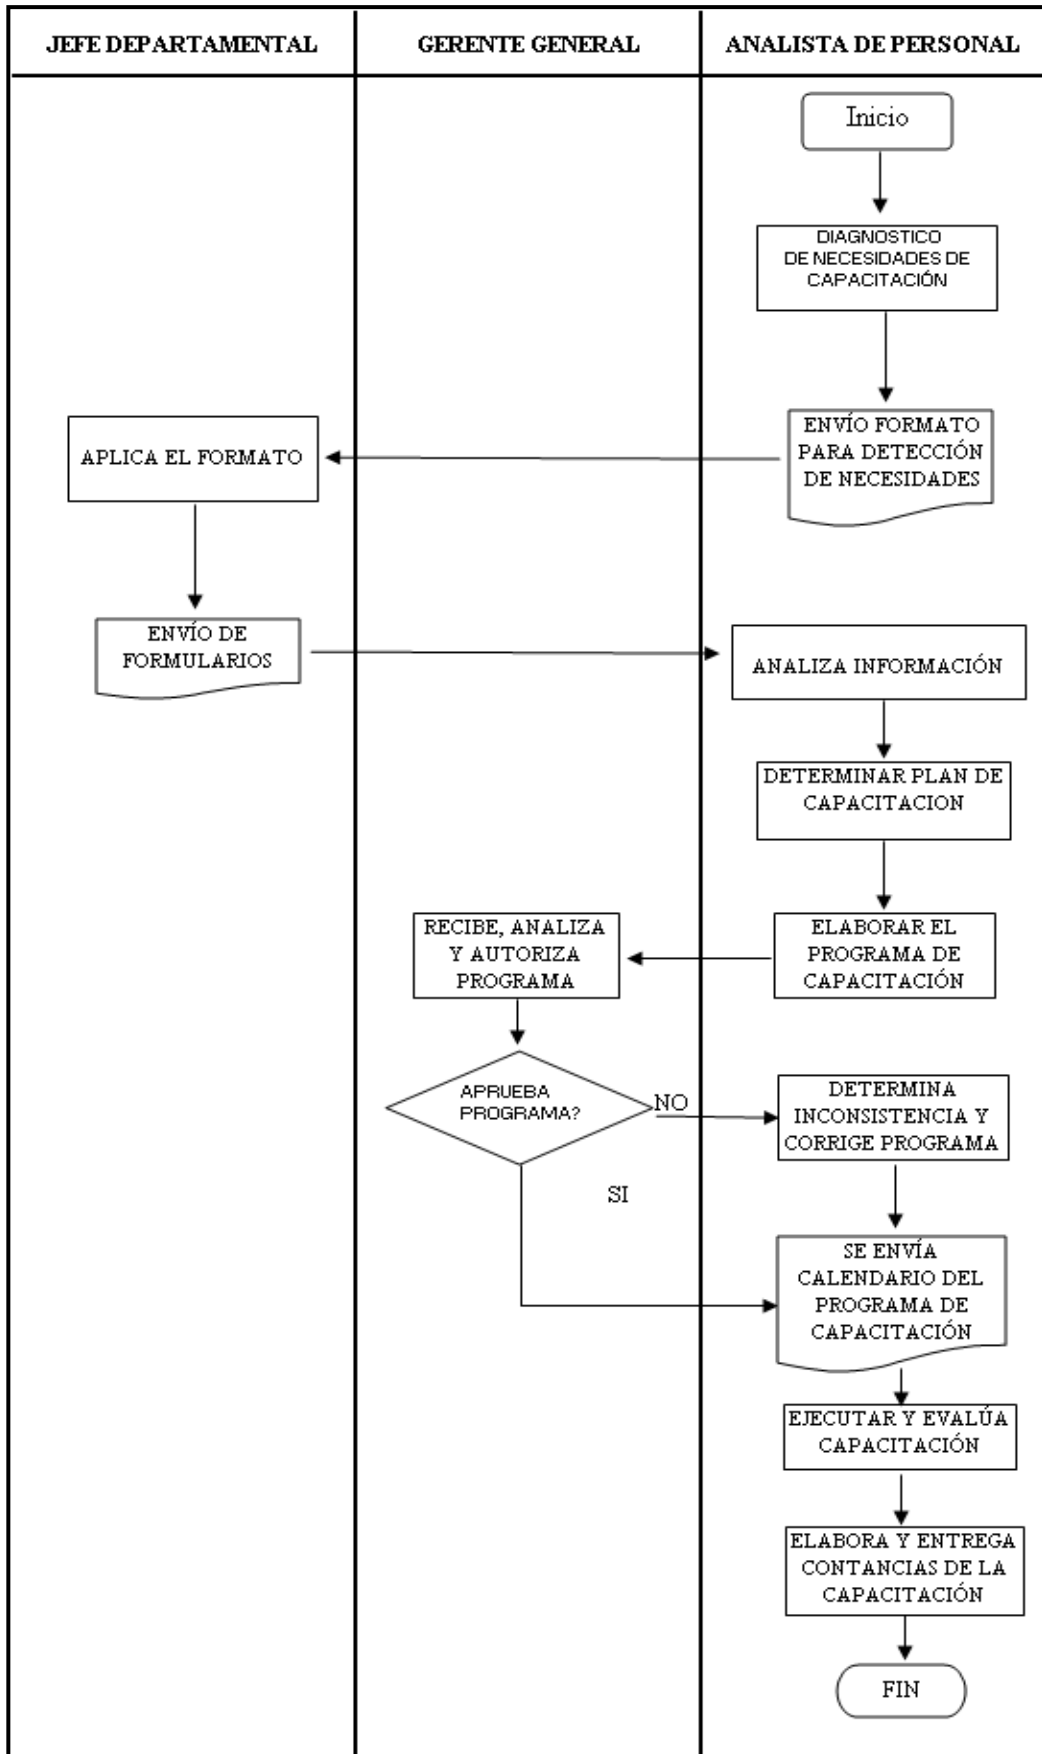 JEFE DEPARTAMENTAL
GERENTE GENERAL
ANALISTA DE PERSONAL
Inicio
DIAGNOSTICO
DE NECESIDADES DE
CAPACITACIÓN
ENVÍO FORMATO
PARA DETECCIÓN
DE NECESIDADES
APLICA EL FORMATO
ENVÍO DE
FORMULARIOS
ANALIZA INFORMACIÓN
DETERMINAR PLAN DE
CAPACITACION
ELABORAR EL
PROGRAMA DE
CAPACITACIÓN
RECIBE, ANALIZA
Y AUTORIZA
PROGRAMA
APRUEBA
PROGRAMA?
NO
DETERMINA
INCONSISTENCIA Y
CORRIGE PROGRAMA
SI
SE ENVÍA
CALENDARIO DEL
PROGRAMA DE
CAPACITACIÓN
EJECUTAR Y EVALÚA
CAPACITACIÓN
ELABORA Y ENTREGA
CONTANCIAS DE LA
CAPACITACIÓN
FIN